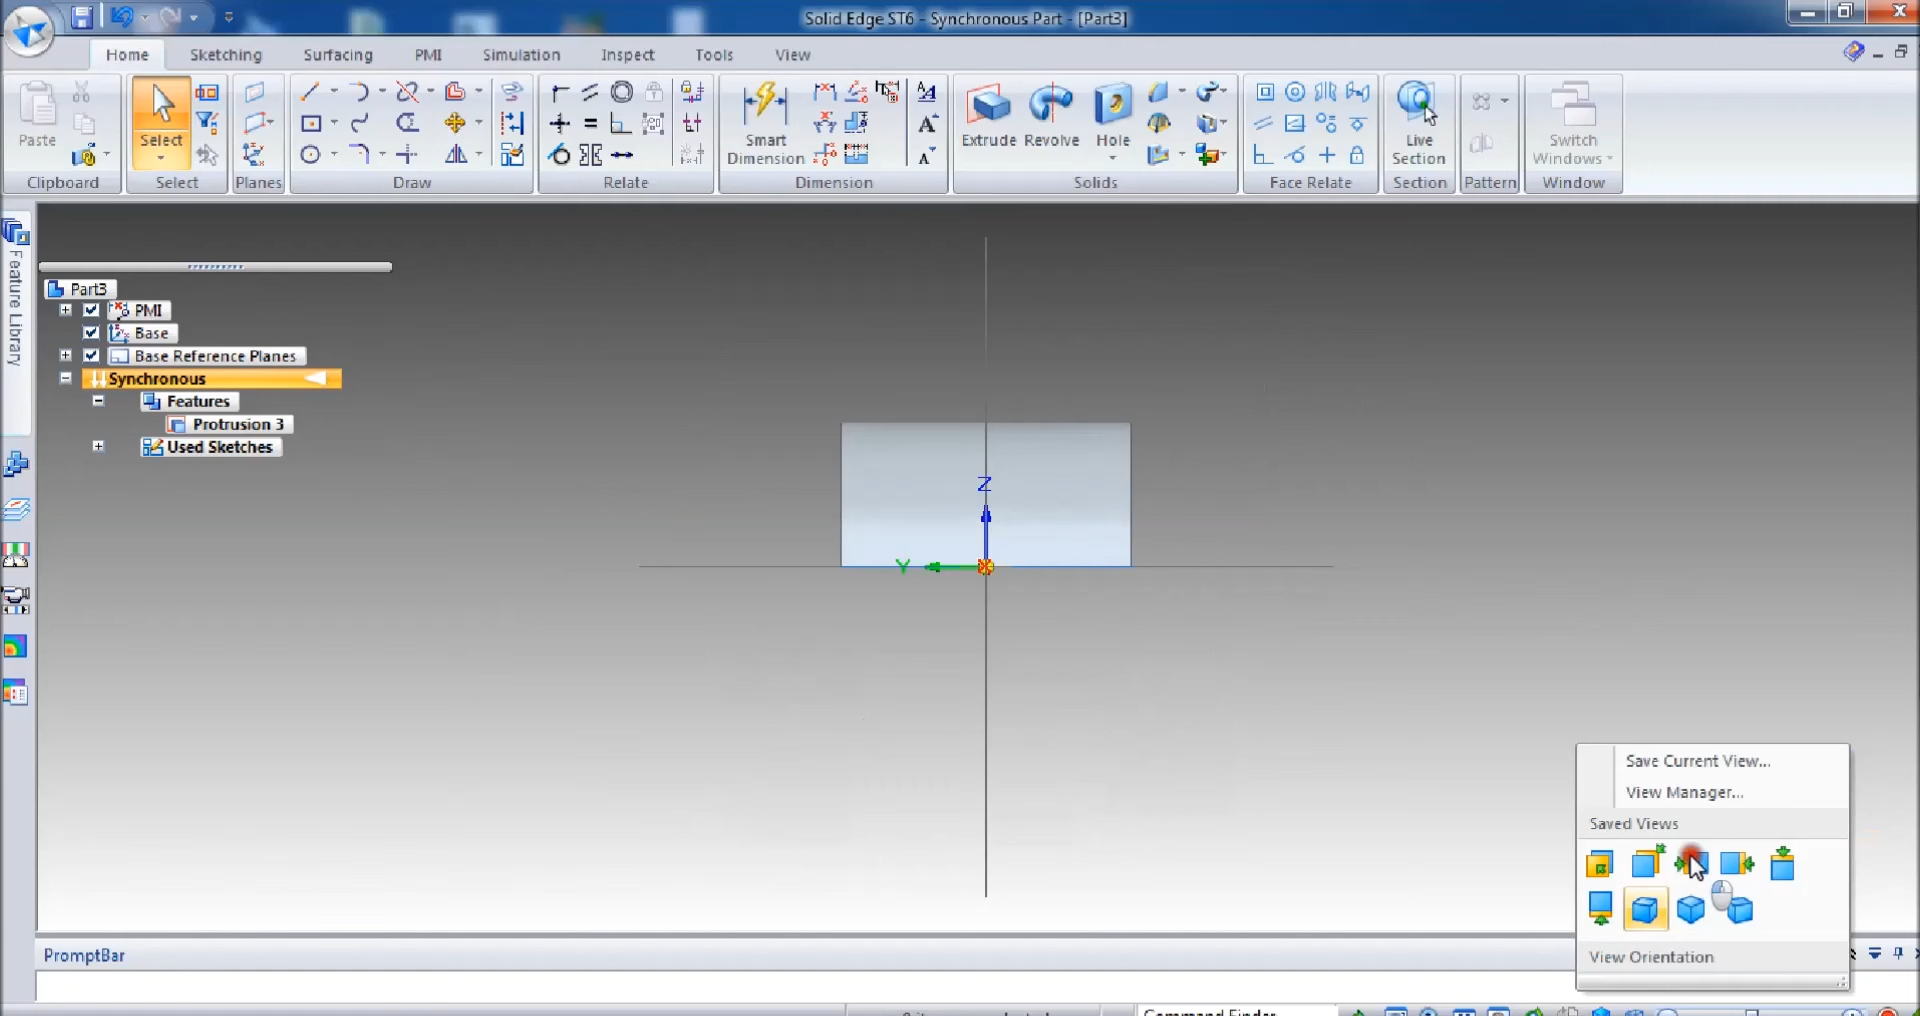 Solid Edge ST6 - Synchronous Part - [Part3]
Home Sketching Surfacing PMI Simulation Inspect Tools View
Paste
Select
Smart
Dimension
Extrude Revolve Hole
Live
Section
Switch
Windows
Clipboard Select Planes Draw Relate Dimension Solids Face Relate Section Pattern Window
Feature Library
Part3
PMI
Base
Base Reference Planes
Synchronous
Features
Protrusion 3
Used Sketches
Z
Y
Save Current View...
View Manager...
Saved Views
View Orientation
PromptBar
Command Finder